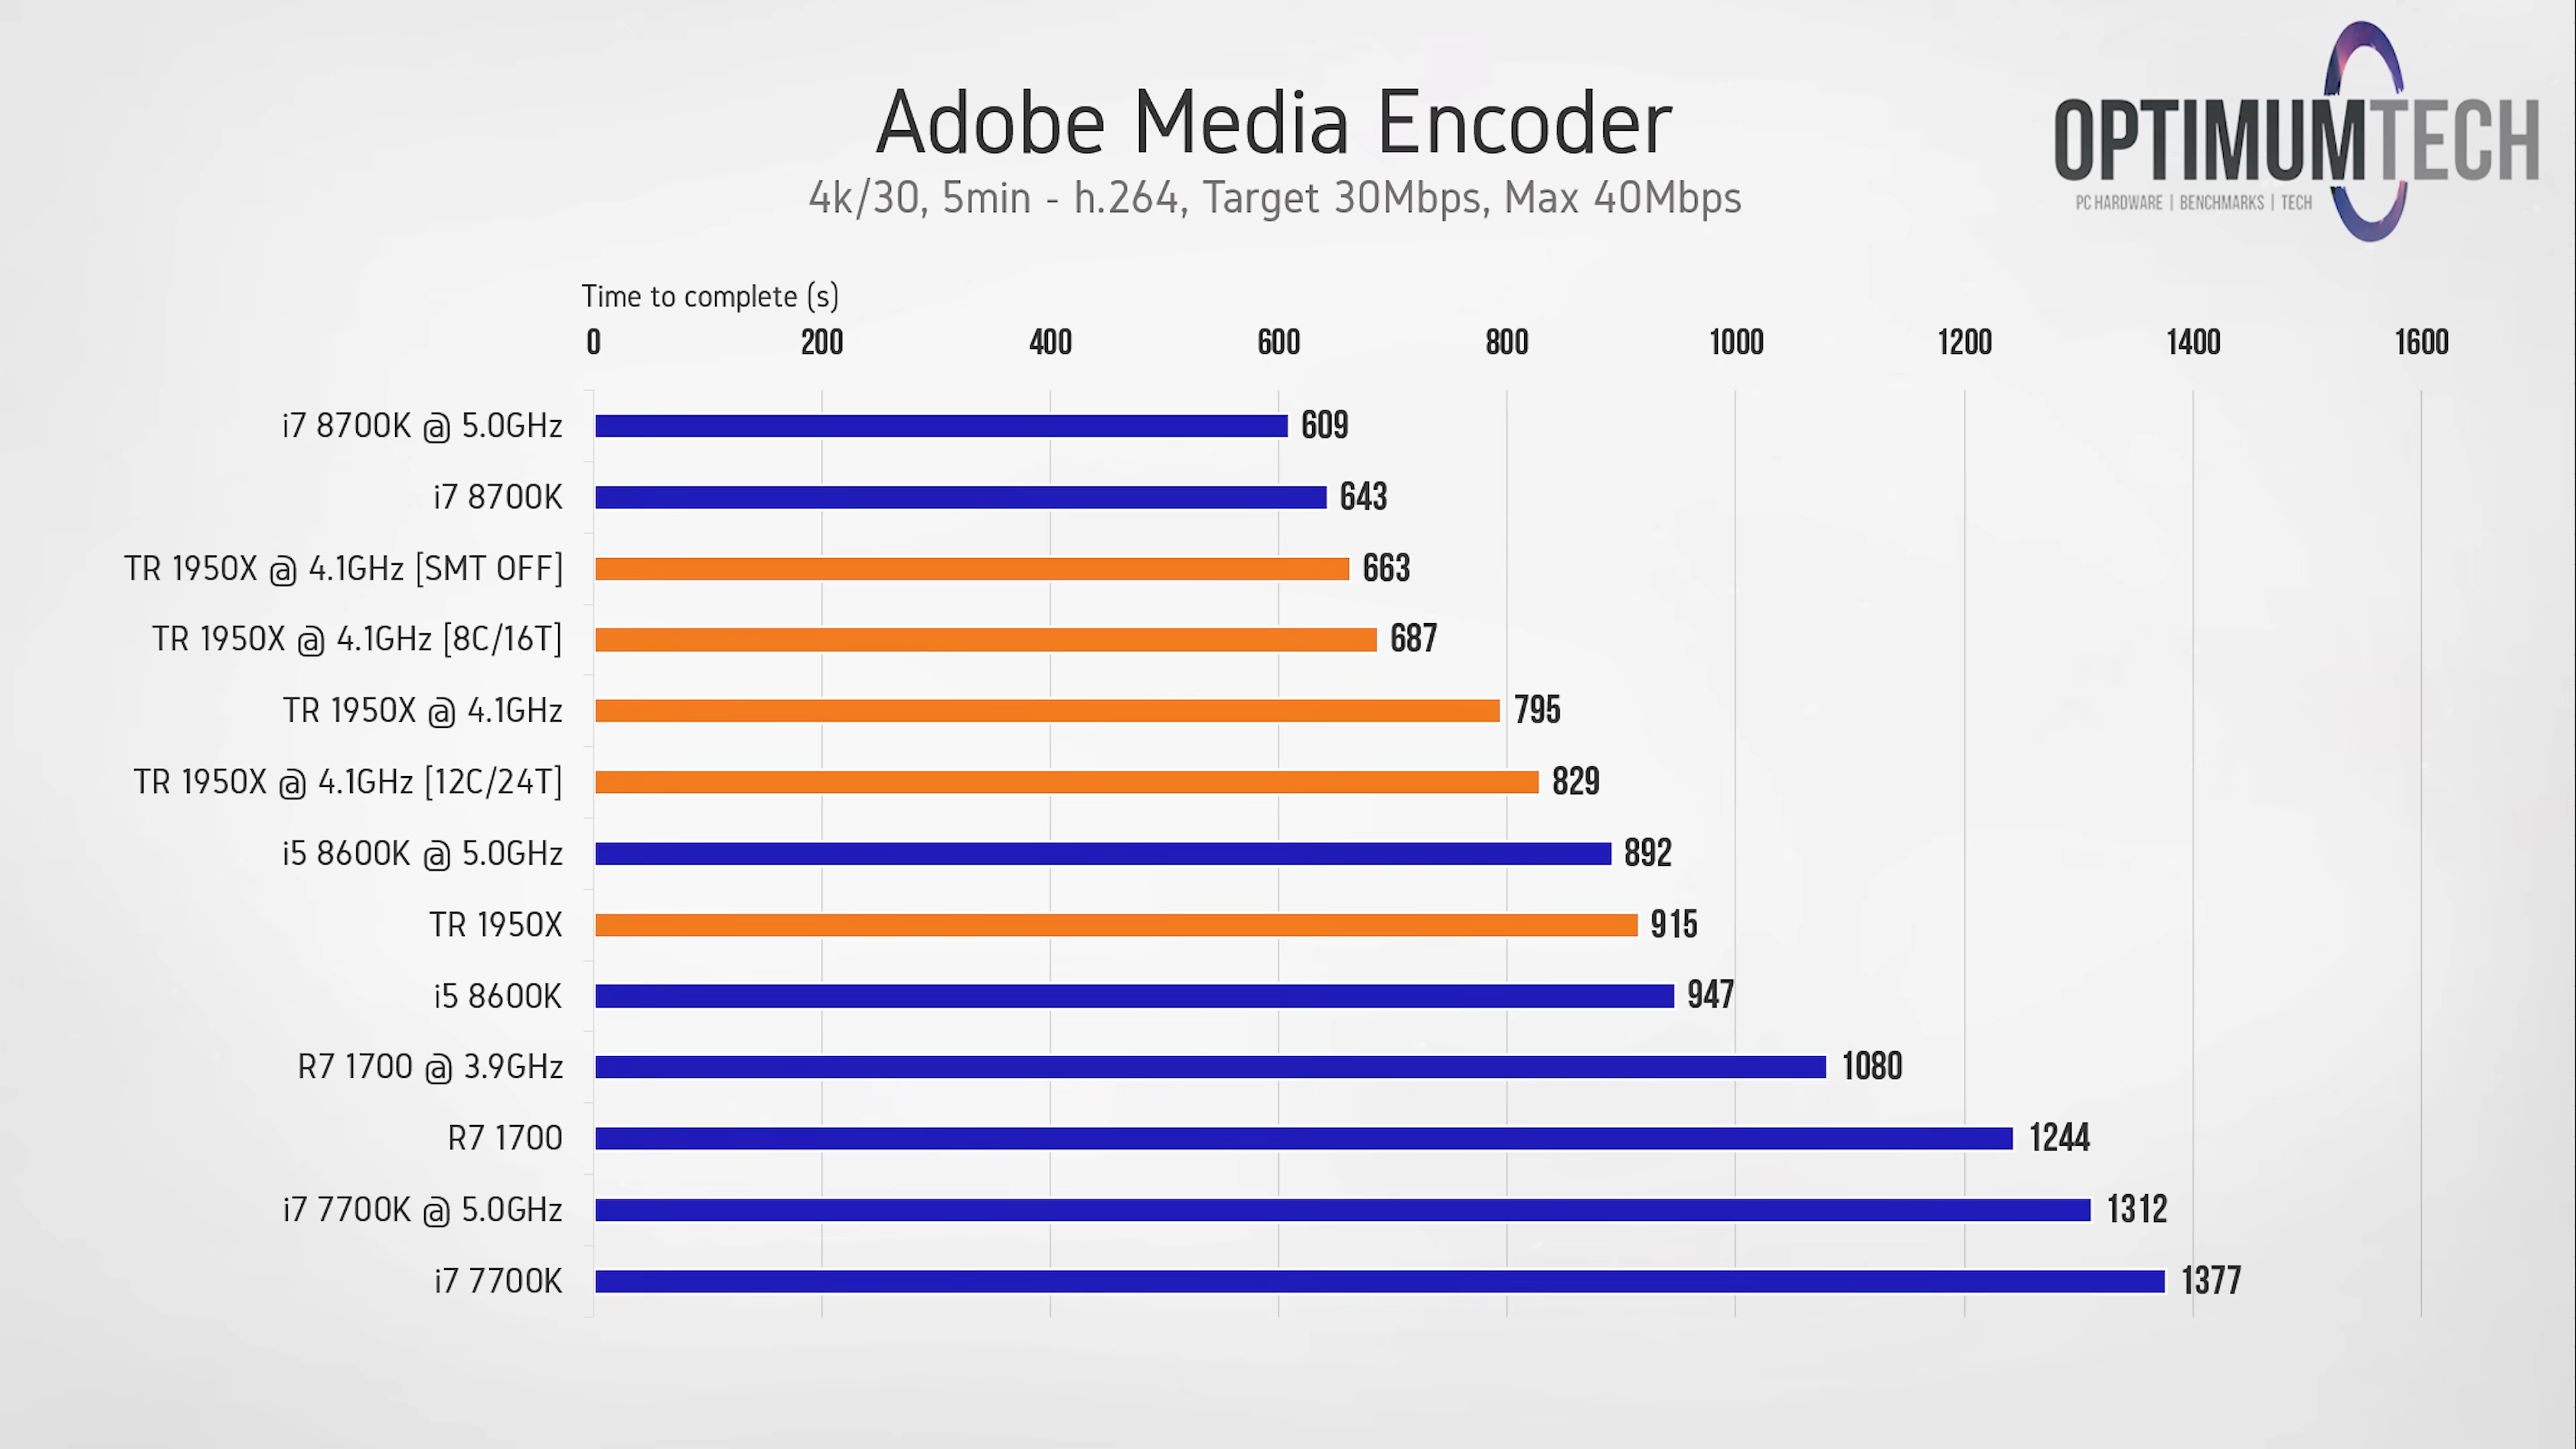 OPTIMUMTECH
PC HARDWARE | BENCHMARKS | TECH
Adobe Media Encoder
4k/30, 5min - h.264, Target 30Mbps, Max 40Mbps
Time to complete (s)
0 200 400 600 800 1000 1200 1400 1600
i7 8700K @ 5.0GHz 609
i7 8700K 643
TR 1950X @ 4.1GHz [SMT OFF] 663
TR 1950X @ 4.1GHz [8C/16T] 687
TR 1950X @ 4.1GHz 795
TR 1950X @ 4.1GHz [12C/24T] 829
i5 8600K @ 5.0GHz 892
TR 1950X 915
i5 8600K 947
R7 1700 @ 3.9GHz 1080
R7 1700 1244
i7 7700K @ 5.0GHz 1312
i7 7700K 1377